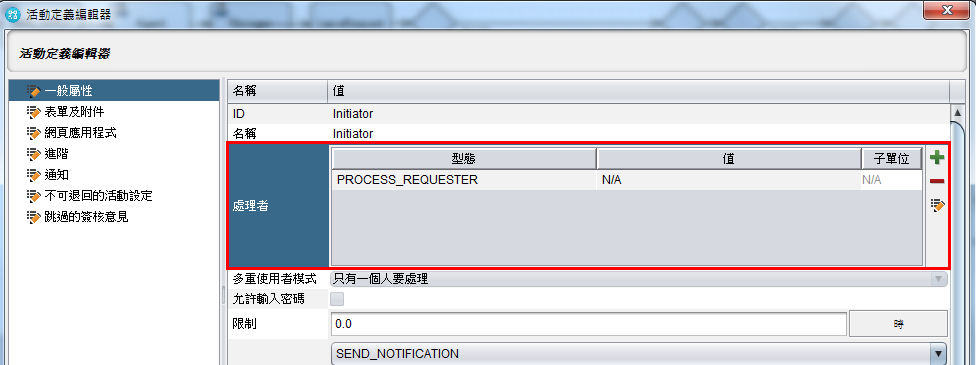 活動定義編輯器
活動定義編輯器
一般屬性
表單及附件
網頁應用程式
進階
通知
不可退回的活動設定
跳過的簽核意見
名稱 值
ID Initiator
名稱 Initiator
處理者
型態 值 子單位
PROCESS_REQUESTER N/A N/A
多重使用者模式 只有一個人要處理
允許輸入密碼
限制 0.0 時
SEND_NOTIFICATION